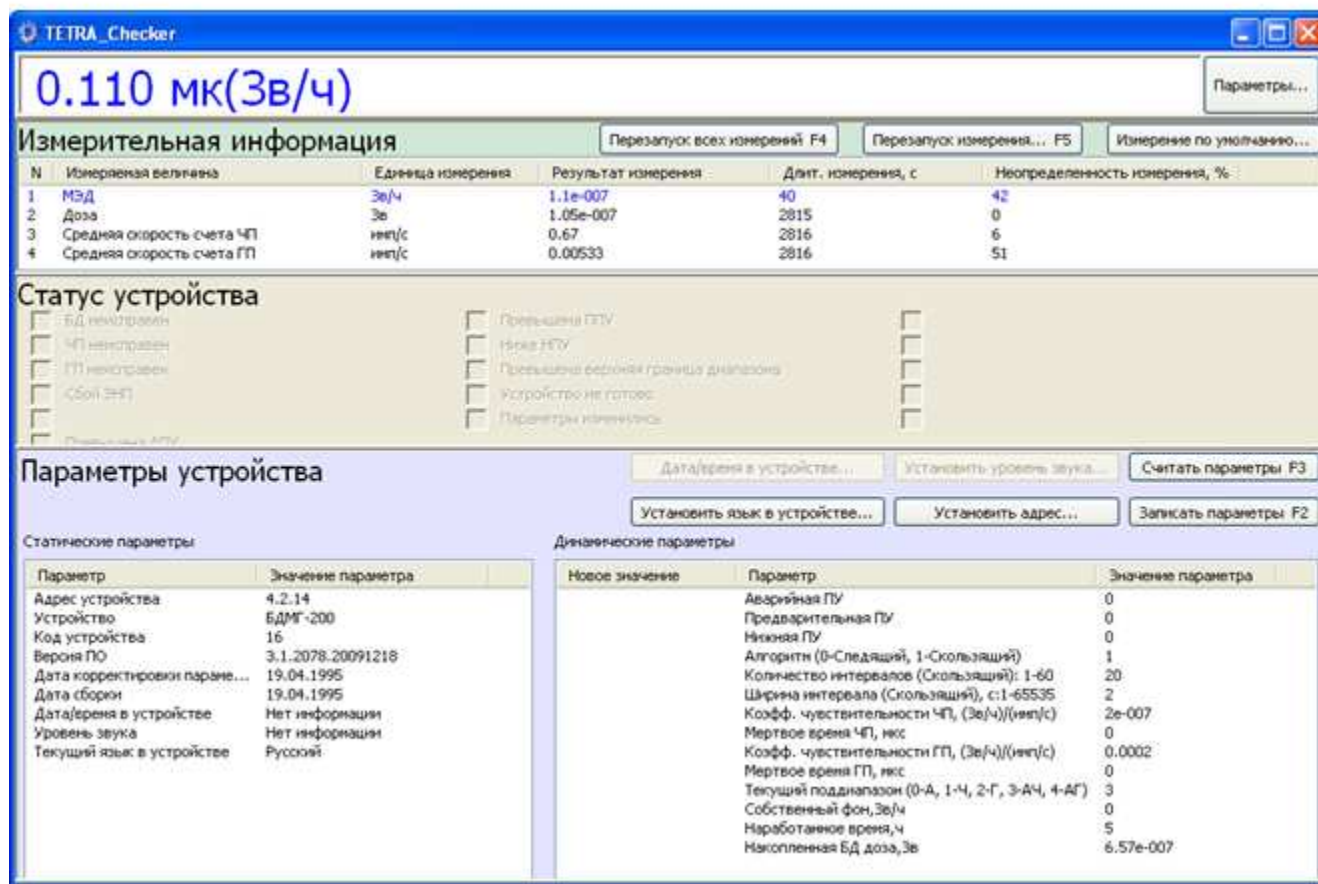 TETRA_Checker
0.110 мк(Зв/ч)
Параметры...
Измерительная информация
Перезапуск всех измерений F4
Перезапуск измерения... F5
Измерение по умолчанию...
N Измеряемая величина Единица измерения Результат измерения Длит. измерения, с Неопределенность измерения, %
1 МЭД Зв/ч 1.1e-007 40 42
2 Доза Зв 1.05e-007 2815 0
3 Средняя скорость счета ЧП имп/с 0.67 2816 6
4 Средняя скорость счета ГП имп/с 0.00533 2816 51
Статус устройства
БД неисправен Превышена ППУ
ЧП неисправен Ниже НПУ
ГП неисправен Превышена верхняя граница диапазона
Сбой ЭНП Устройство не готово
Параметры изменились
Превышена АПУ
Параметры устройства
Дата/время в устройстве... Установить уровень звука... Считать параметры F3
Установить язык в устройстве... Установить адрес... Записать параметры F2
Статические параметры
Параметр Значение параметра
Адрес устройства 4.2.14
Устройство БДМГ-200
Код устройства 16
Версия ПО 3.1.2078.20091218
Дата корректировки параме... 19.04.1995
Дата сборки 19.04.1995
Дата/время в устройстве Нет информации
Уровень звука Нет информации
Текущий язык в устройстве Русский
Динамические параметры
Новое значение Параметр Значение параметра
Аварийная ПУ 0
Предварительная ПУ 0
Нижняя ПУ 0
Алгоритм (0-Следящий, 1-Скользящий) 1
Количество интервалов (Скользящий): 1-60 20
Ширина интервала (Скользящий), с:1-65535 2
Коэфф. чувствительности ЧП, (Зв/ч)/(имп/с) 2e-007
Мертвое время ЧП, мкс 0
Коэфф. чувствительности ГП, (Зв/ч)/(имп/с) 0.0002
Мертвое время ГП, мкс 0
Текущий поддиапазон (0-А, 1-Ч, 2-Г, 3-АЧ, 4-АГ) 3
Собственный фон,Зв/ч 0
Наработанное время,ч 5
Накопленная БД доза,Зв 6.57e-007